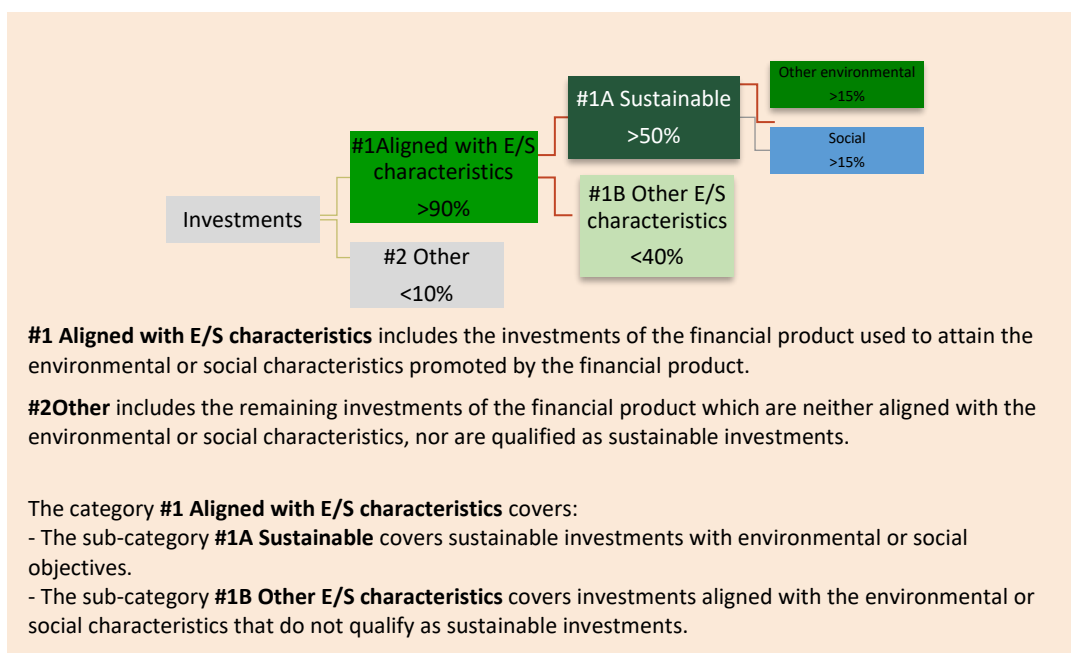 Other environmental
>15%
#1A Sustainable
>50%
Social
>15%
#1Aligned with E/S
characteristics
>90%
#1B Other E/S
characteristics
<40%
Investments
#2 Other
<10%
#1 Aligned with E/S characteristics includes the investments of the financial product used to attain the
environmental or social characteristics promoted by the financial product.
#2Other includes the remaining investments of the financial product which are neither aligned with the
environmental or social characteristics, nor are qualified as sustainable investments.
The category #1 Aligned with E/S characteristics covers:
- The sub-category #1A Sustainable covers sustainable investments with environmental or social
objectives.
- The sub-category #1B Other E/S characteristics covers investments aligned with the environmental or
social characteristics that do not qualify as sustainable investments.